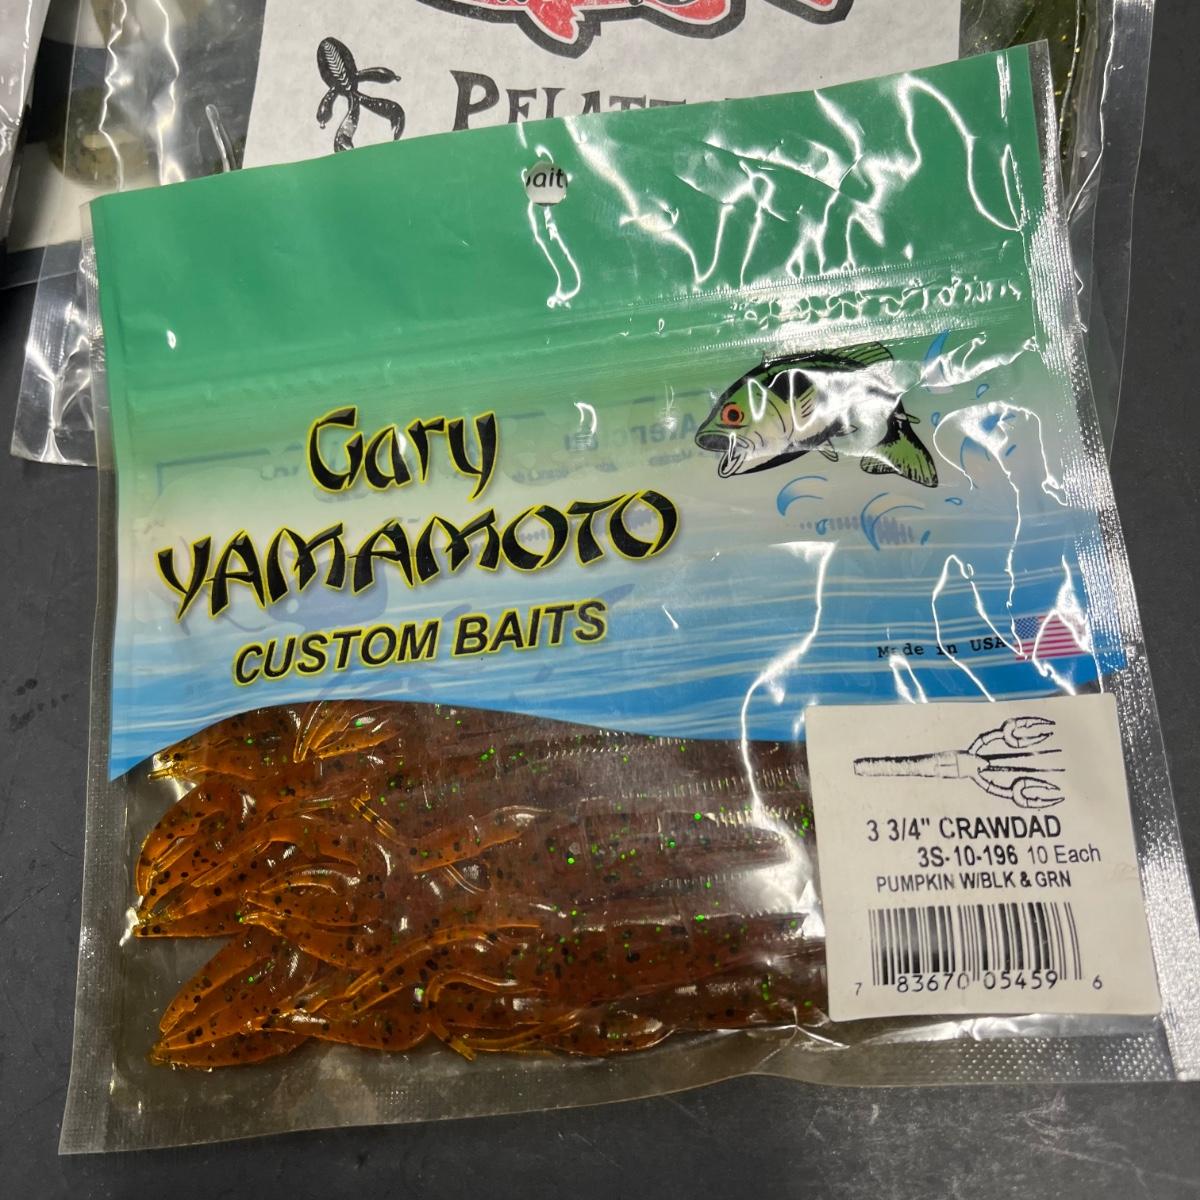 ait
Gary
YAMAMOTO
CUSTOM BAITS
Made in USA
3 3/4" CRAWDAD
3S-10-196 10 Each
PUMPKIN W/BLK & GRN
7 83670 05459 6